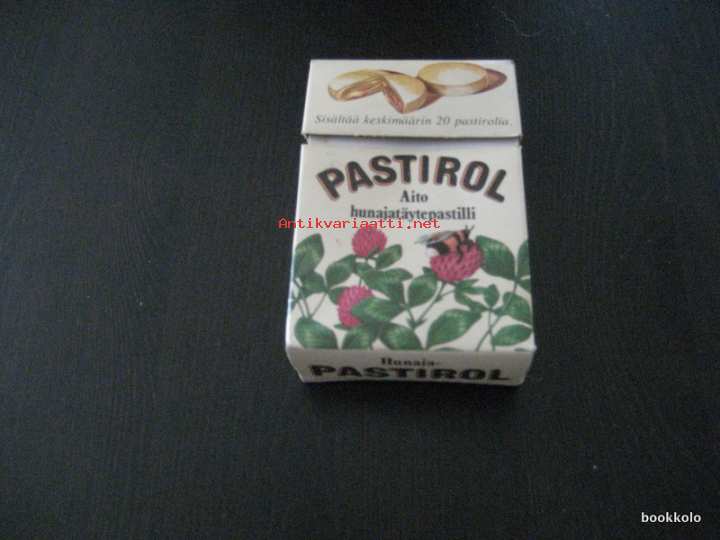 Sisältää keskimäärin 20 pastirolia.
PASTIROL
Aito
hunajatäytepastilli
Antikvariaatti.net
Hunaja-
PASTIROL
bookkolo